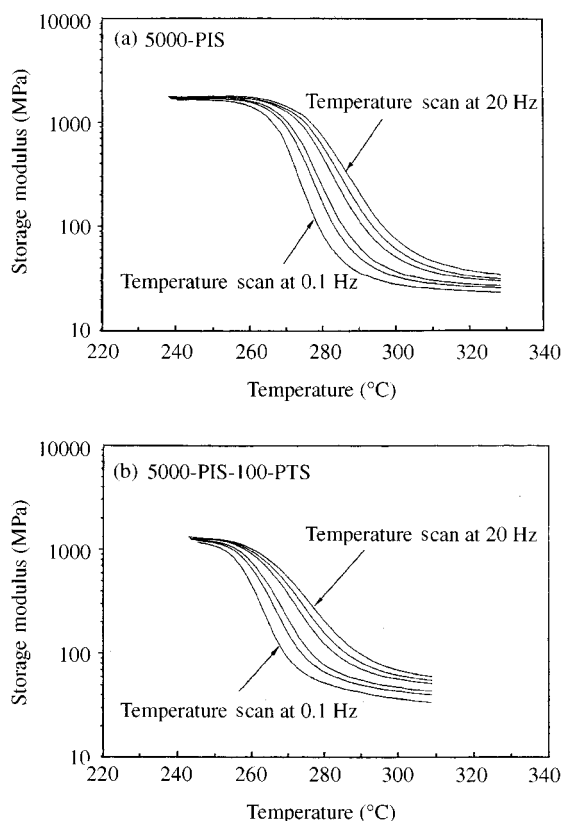 (a) 5000-PIS
10000
1000
100
10
Storage modulus (MPa)
Temperature scan at 20 Hz
Temperature scan at 0.1 Hz
220 240 260 280 300 320 340
Temperature (°C)
(b) 5000-PIS-100-PTS
10000
1000
100
10
Storage modulus (MPa)
Temperature scan at 20 Hz
Temperature scan at 0.1 Hz
220 240 260 280 300 320 340
Temperature (°C)